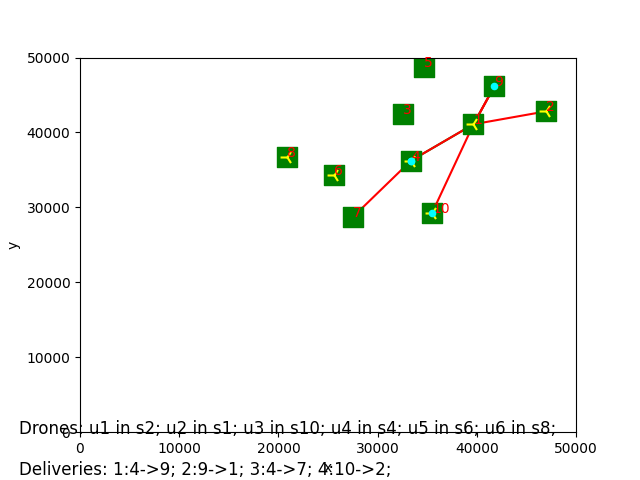 50000
40000
30000
20000
10000
0
y
10
0 10000 20000 30000 40000 50000
x
Drones: u1 in s2; u2 in s1; u3 in s10; u4 in s4; u5 in s6; u6 in s8;
Deliveries: 1:4->9; 2:9->1; 3:4->7; 4:10->2;